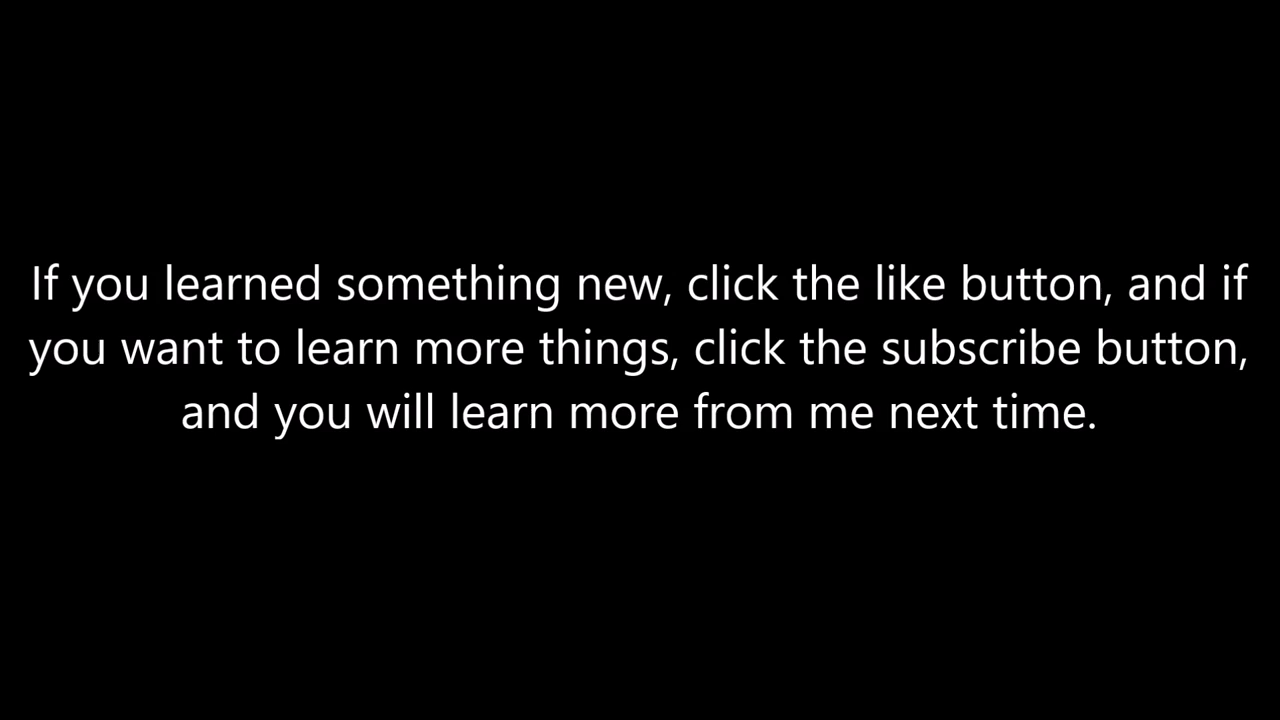 If you learned something new, click the like button, and if
you want to learn more things, click the subscribe button,
and you will learn more from me next time.